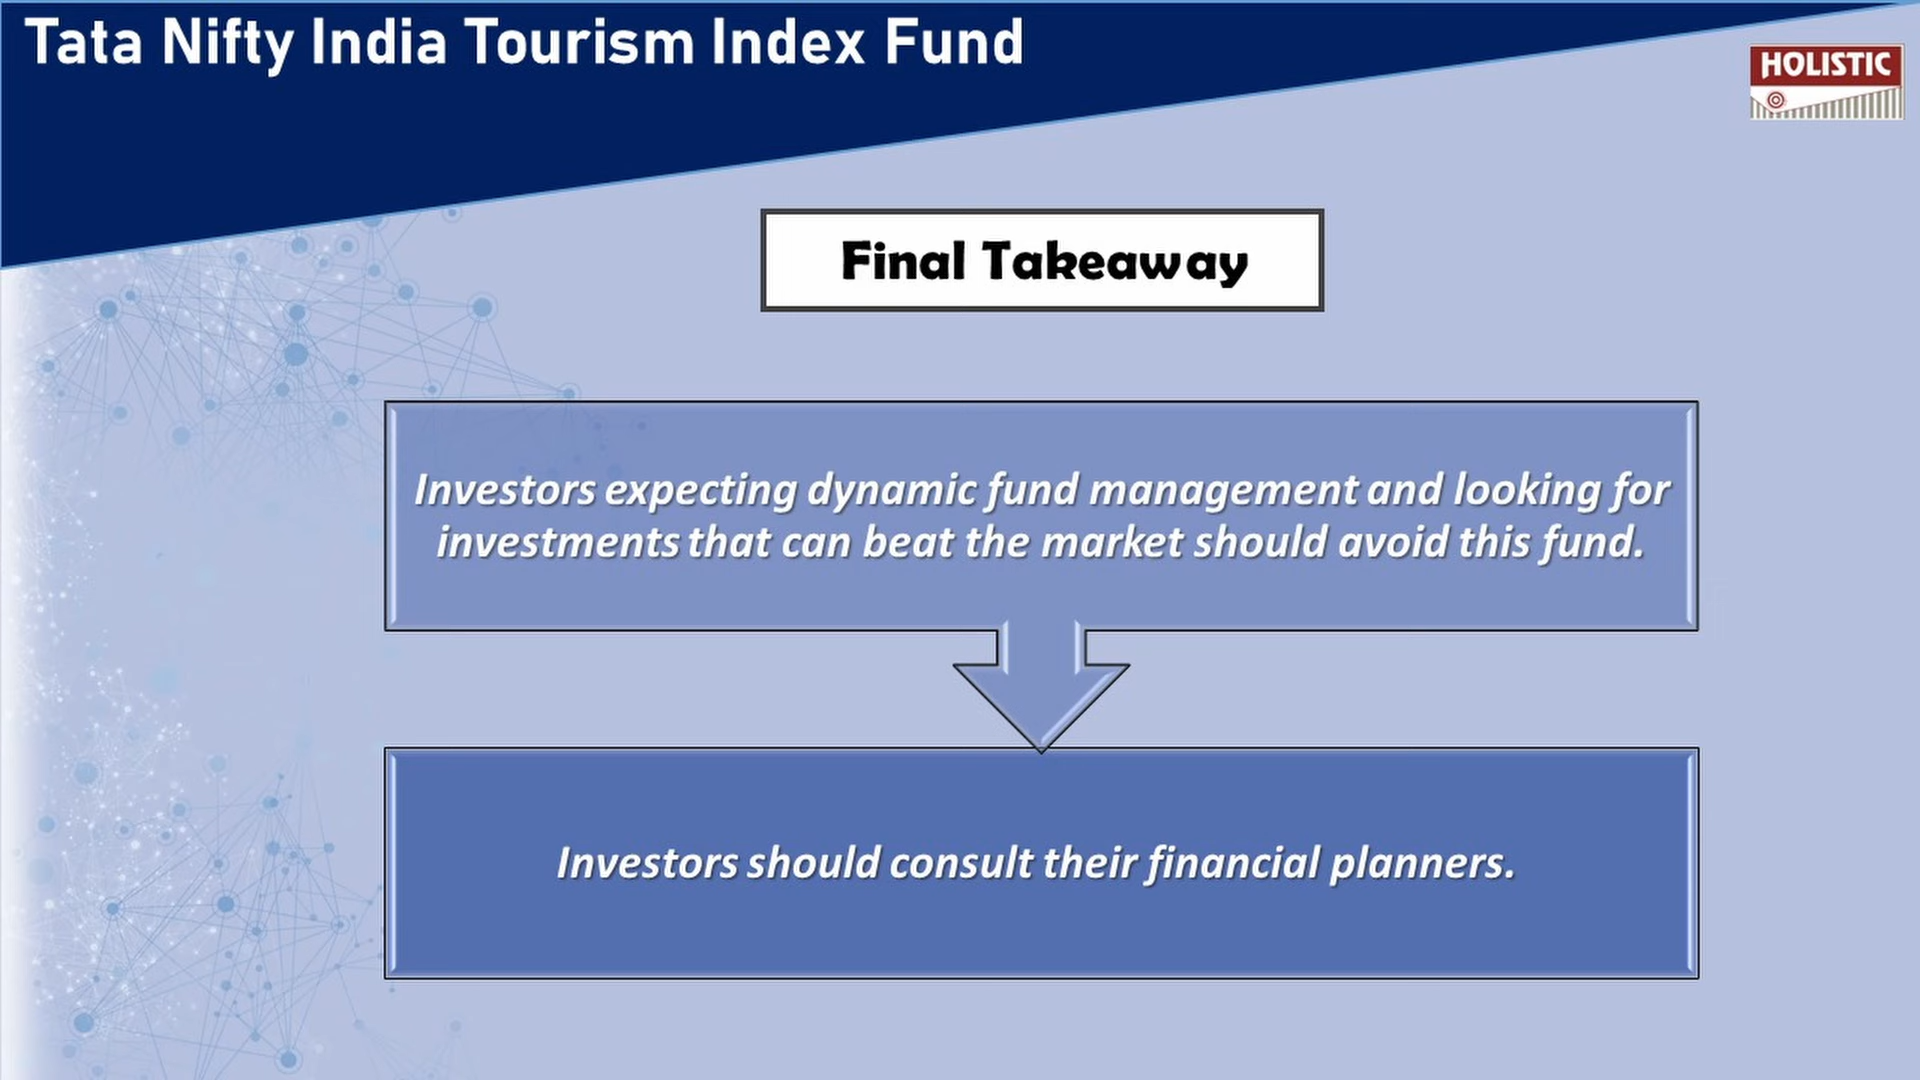 Tata Nifty India Tourism Index Fund
HOLISTIC
Final Takeaway
Investors expecting dynamic fund management and looking for
investments that can beat the market should avoid this fund.
Investors should consult their financial planners.